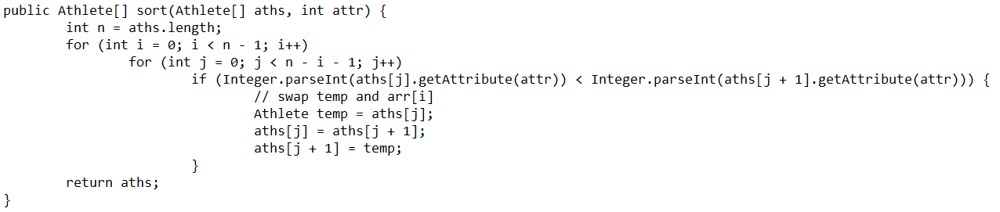 public Athlete[] sort(Athlete[] aths, int attr) {
        int n = aths.length;
        for (int i = 0; i < n - 1; i++)
                for (int j = 0; j < n - i - 1; j++)
                        if (Integer.parseInt(aths[j].getAttribute(attr)) < Integer.parseInt(aths[j + 1].getAttribute(attr))) {
                                // swap temp and arr[i]
                                Athlete temp = aths[j];
                                aths[j] = aths[j + 1];
                                aths[j + 1] = temp;
                        }
        return aths;
}